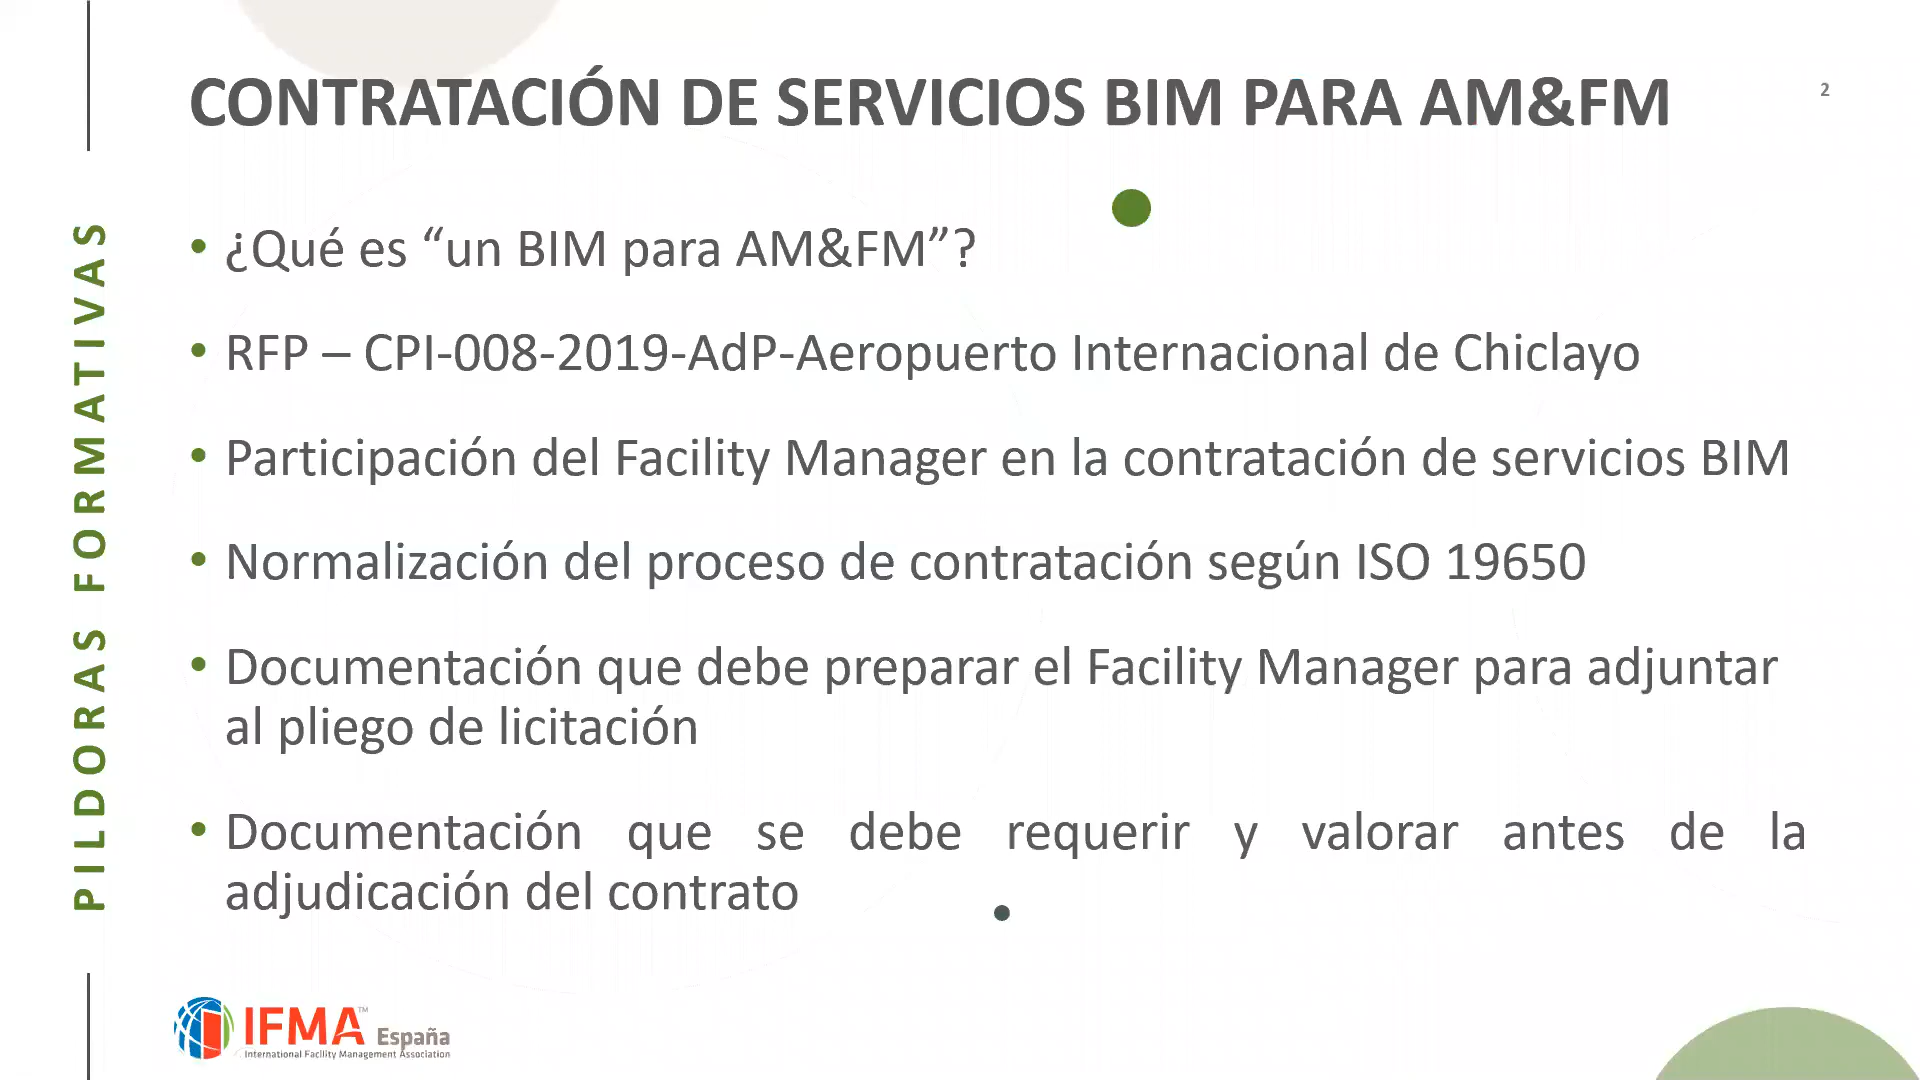 CONTRATACIÓN DE SERVICIOS BIM PARA AM&FM
2
PILDORAS FORMATIVAS
• ¿Qué es “un BIM para AM&FM”?
• RFP – CPI-008-2019-AdP-Aeropuerto Internacional de Chiclayo
• Participación del Facility Manager en la contratación de servicios BIM
• Normalización del proceso de contratación según ISO 19650
• Documentación que debe preparar el Facility Manager para adjuntar
al pliego de licitación
• Documentación que se debe requerir y valorar antes de la
adjudicación del contrato
IFMA™ España
International Facility Management Association